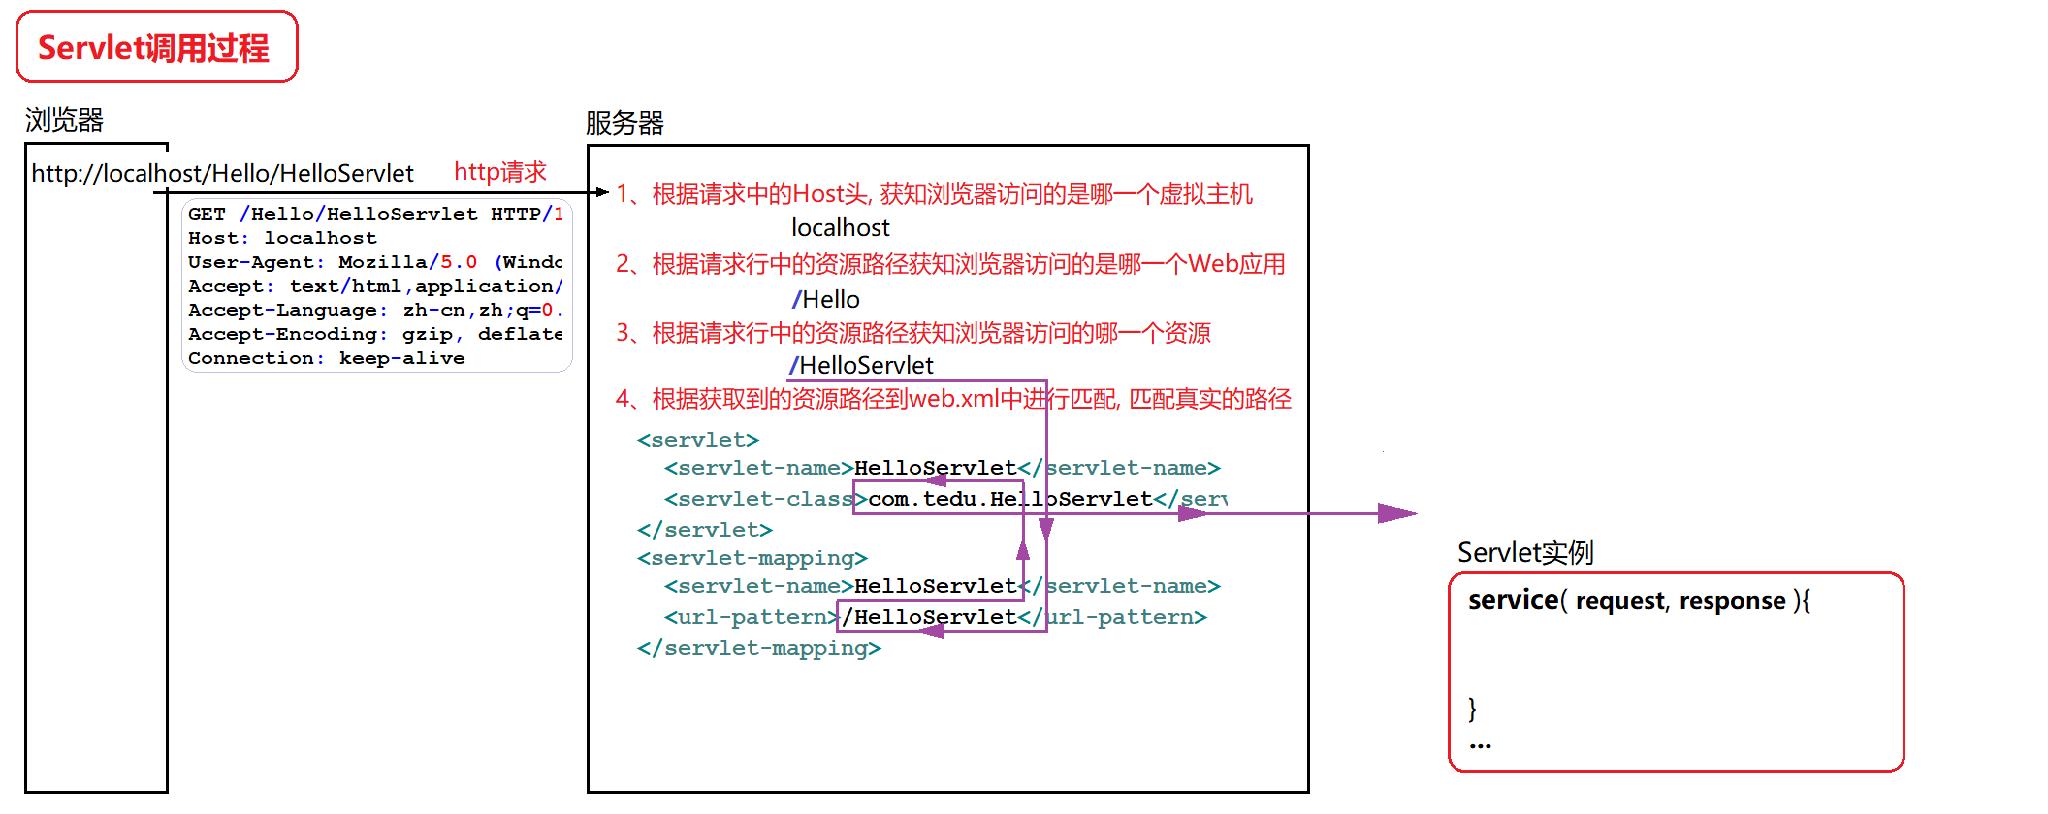 Servlet调用过程
浏览器
http://localhost/Hello/HelloServlet
http请求
GET /Hello/HelloServlet HTTP/1
Host: localhost
User-Agent: Mozilla/5.0 (Windo
Accept: text/html,application/
Accept-Language: zh-cn,zh;q=0.
Accept-Encoding: gzip, deflate
Connection: keep-alive
服务器
1、根据请求中的Host头, 获知浏览器访问的是哪一个虚拟主机
localhost
2、根据请求行中的资源路径获知浏览器访问的是哪一个Web应用
/Hello
3、根据请求行中的资源路径获知浏览器访问的哪一个资源
/HelloServlet
4、根据获取到的资源路径到web.xml中进行匹配, 匹配真实的路径
<servlet>
<servlet-name>HelloServlet</servlet-name>
<servlet-class>com.tedu.HelloServlet</serv
</servlet>
<servlet-mapping>
<servlet-name>HelloServlet</servlet-name>
<url-pattern>/HelloServlet</url-pattern>
</servlet-mapping>
Servlet实例
service( request, response ){
}
...